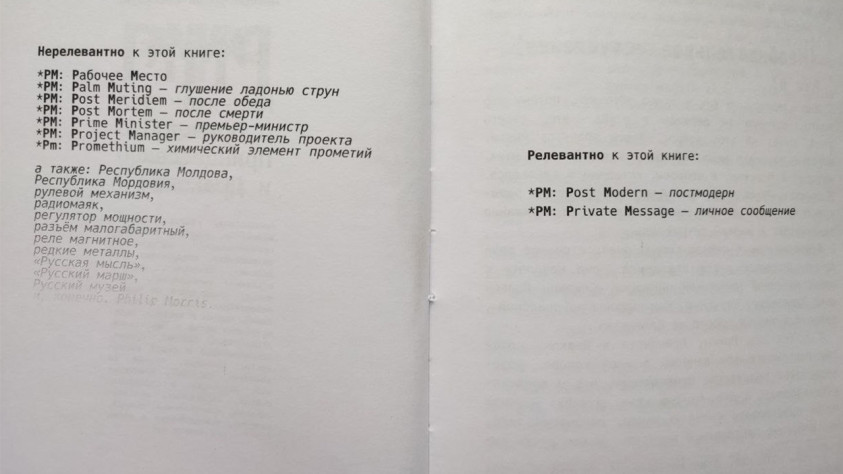 Нерелевантно к этой книге:
*РМ: Рабочее Место
*PM: Palm Muting — глушение ладонью струн
*PM: Post Meridiem — после обеда
*PM: Post Mortem — после смерти
*PM: Prime Minister — премьер-министр
*PM: Project Manager — руководитель проекта
*Pm: Promethium — химический элемент прометий
а также: Республика Молдова,
Республика Мордовия,
рулевой механизм,
радиомаяк,
регулятор мощности,
разъём малогабаритный,
реле магнитное,
редкие металлы,
«Русская мысль»,
«Русский марш»,
Русский музей
и, конечно, Philip Morris.
Релевантно к этой книге:
*PM: Post Modern — постмодерн
*PM: Private Message — личное сообщение